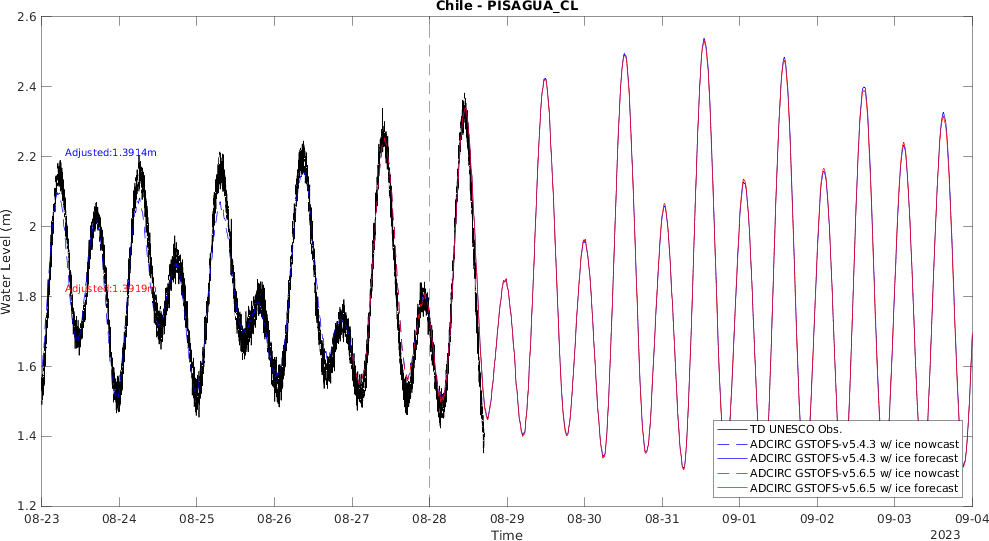 Chile - PISAGUA_CL
2.6
2.4
2.2
2
1.8
1.6
1.4
1.2
Water Level (m)
Adjusted:1.3914m
Adjusted:1.3919m
TD UNESCO Obs.
ADCIRC GSTOFS-v5.4.3 w/ ice nowcast
ADCIRC GSTOFS-v5.4.3 w/ ice forecast
ADCIRC GSTOFS-v5.6.5 w/ ice nowcast
ADCIRC GSTOFS-v5.6.5 w/ ice forecast
08-23 08-24 08-25 08-26 08-27 08-28 08-29 08-30 08-31 09-01 09-02 09-03 09-04
Time
2023